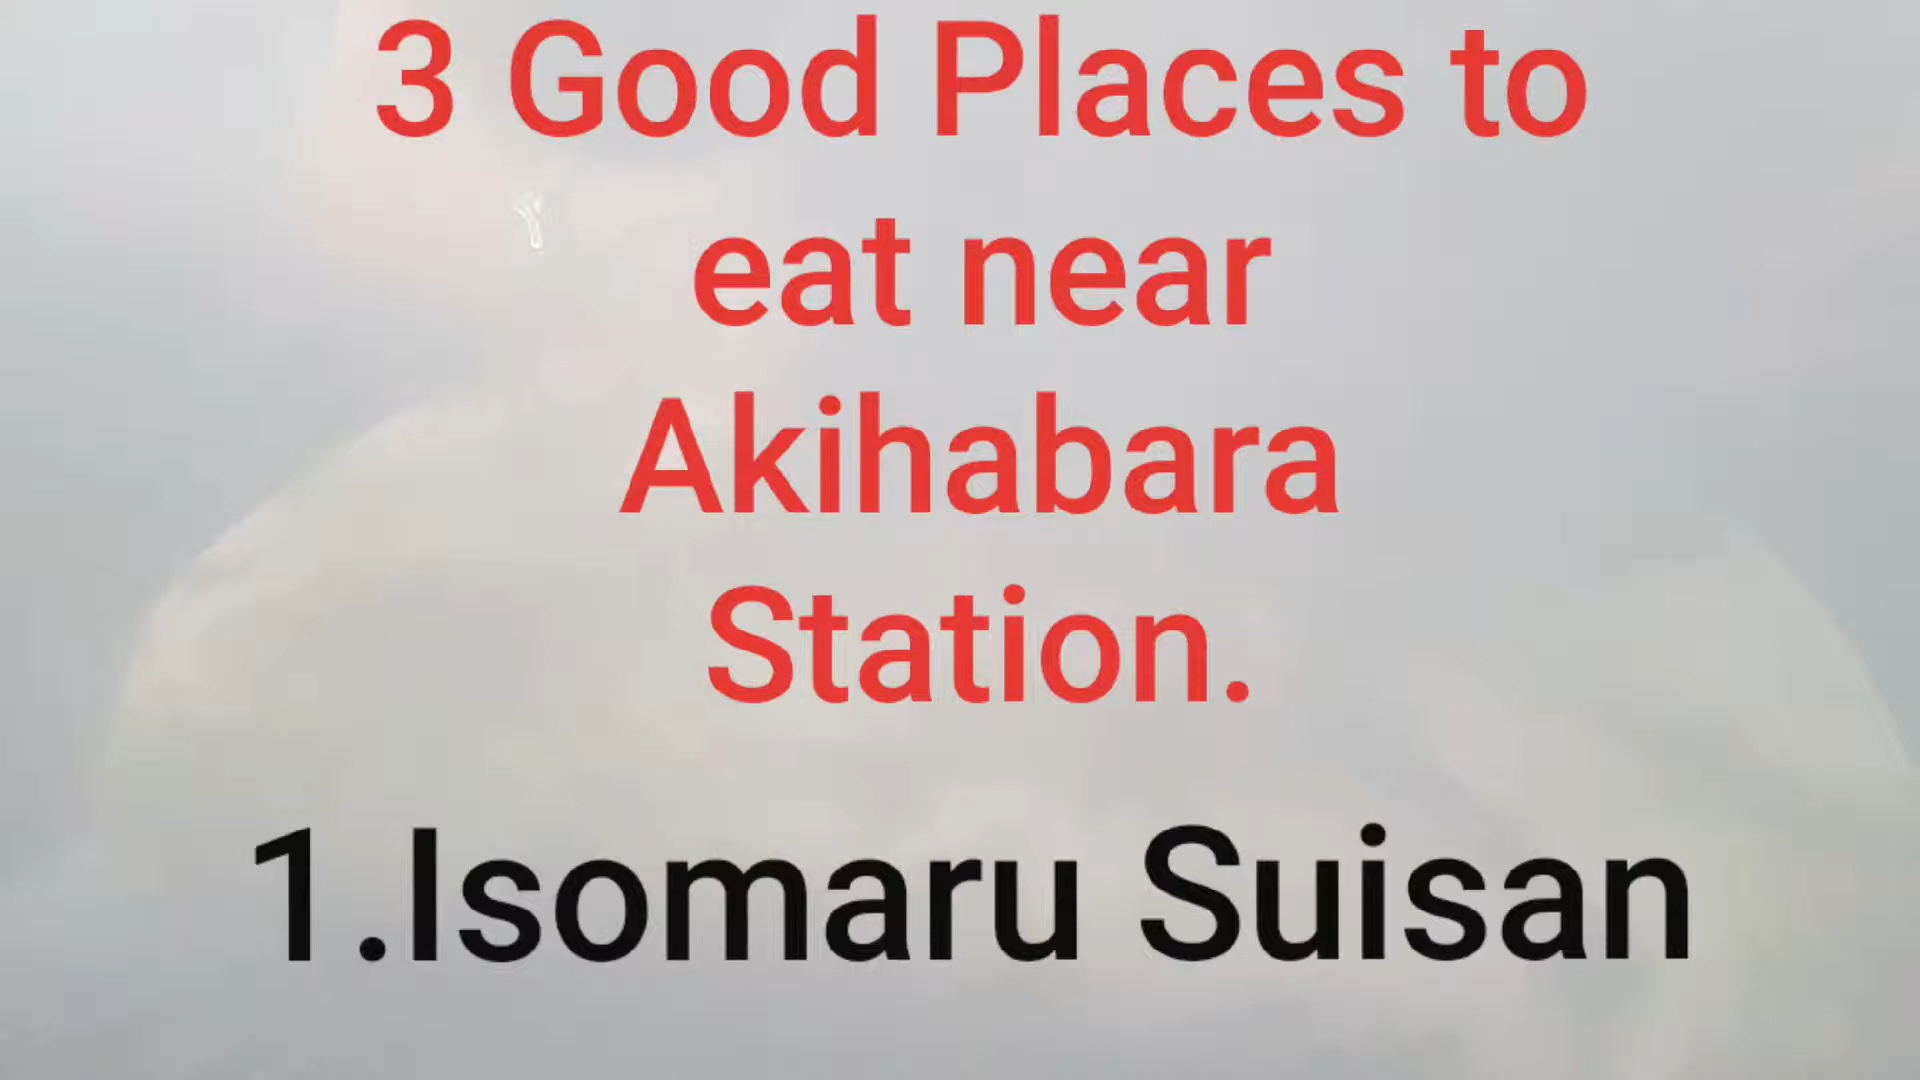 3 Good Places to
eat near
Akihabara
Station.
1.Isomaru Suisan